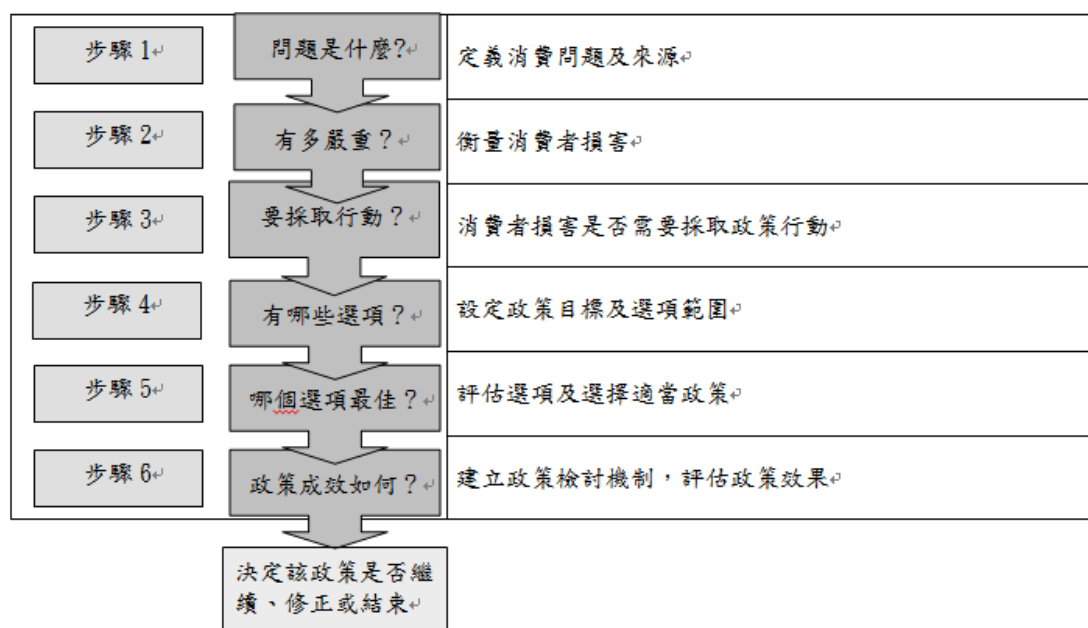 步驟 1
問題是什麼?
定義消費問題及來源
步驟 2
有多嚴重？
衡量消費者損害
步驟 3
要採取行動？
消費者損害是否需要採取政策行動
步驟 4
有哪些選項？
設定政策目標及選項範圍
步驟 5
哪個選項最佳？
評估選項及選擇適當政策
步驟 6
政策成效如何？
建立政策檢討機制，評估政策效果
決定該政策是否繼
續、修正或結束